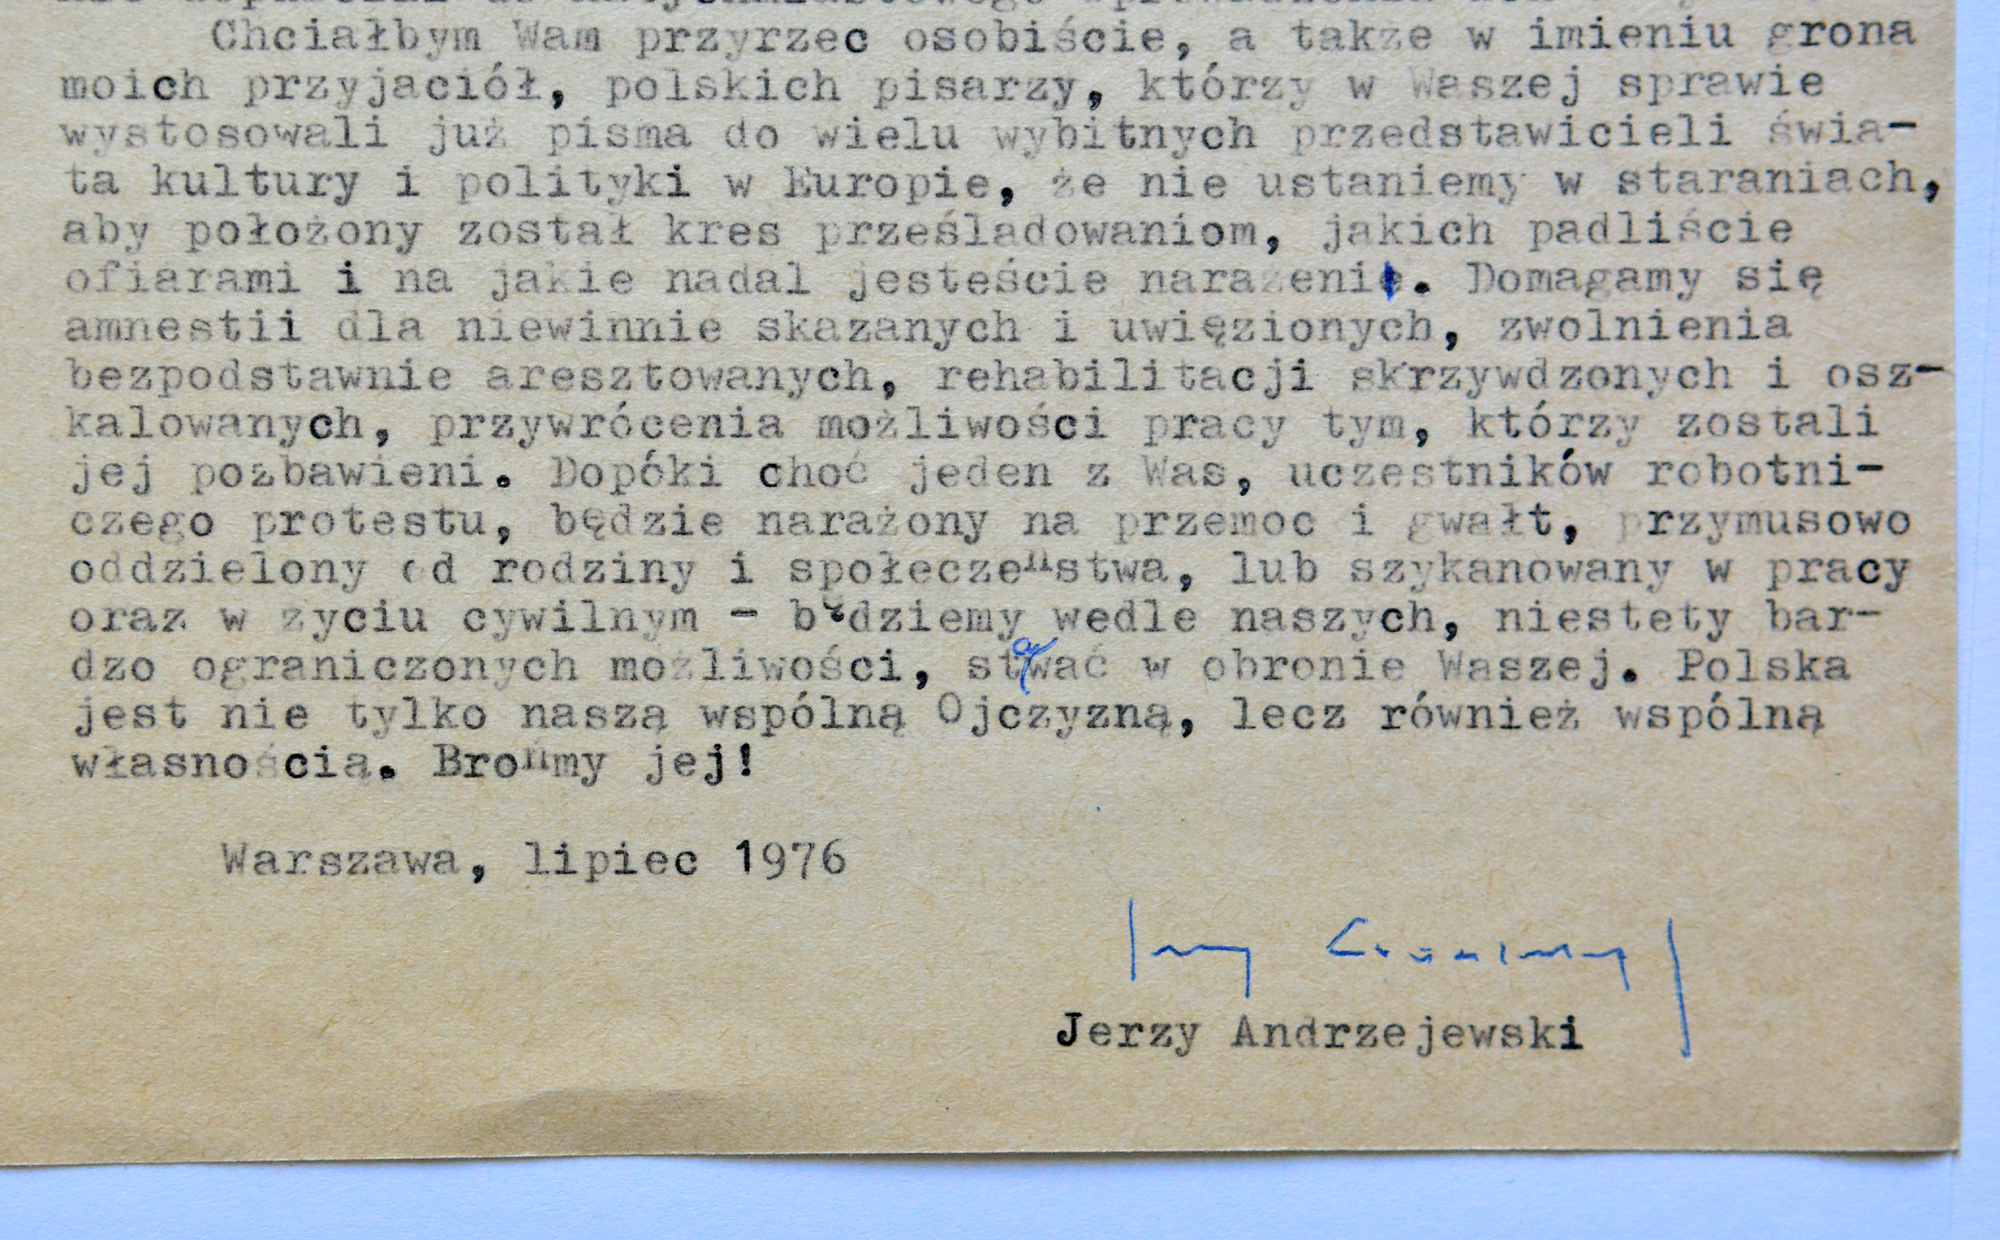 Chciałbym Wam przyrzec osobiście, a także w imieniu grona
moich przyjaciół, polskich pisarzy, którzy w Waszej sprawie
wystosowali już pisma do wielu wybitnych przedstawicieli świa-
ta kultury i polityki w Europie, że nie ustaniemy w staraniach,
aby położony został kres prześladowaniom, jakich padliście
ofiarami i na jakie nadal jesteście narażeni. Domagamy się
amnestii dla niewinnie skazanych i uwięzionych, zwolnienia
bezpodstawnie aresztowanych, rehabilitacji skrzywdzonych i osz-
kalowanych, przywrócenia możliwości pracy tym, którzy zostali
jej pozbawieni. Dopóki choć jeden z Was, uczestników robotni-
czego protestu, będzie narażony na przemoc i gwałt, przymusowo
oddzielony od rodziny i społeczeństwa, lub szykanowany w pracy
oraz w życiu cywilnym - będziemy wedle naszych, niestety bar-
dzo ograniczonych możliwości, stawać w obronie Waszej. Polska
jest nie tylko naszą wspólną Ojczyzną, lecz również wspólną
własnością. Brońmy jej!
Warszawa, lipiec 1976
Jerzy Andrzejewski